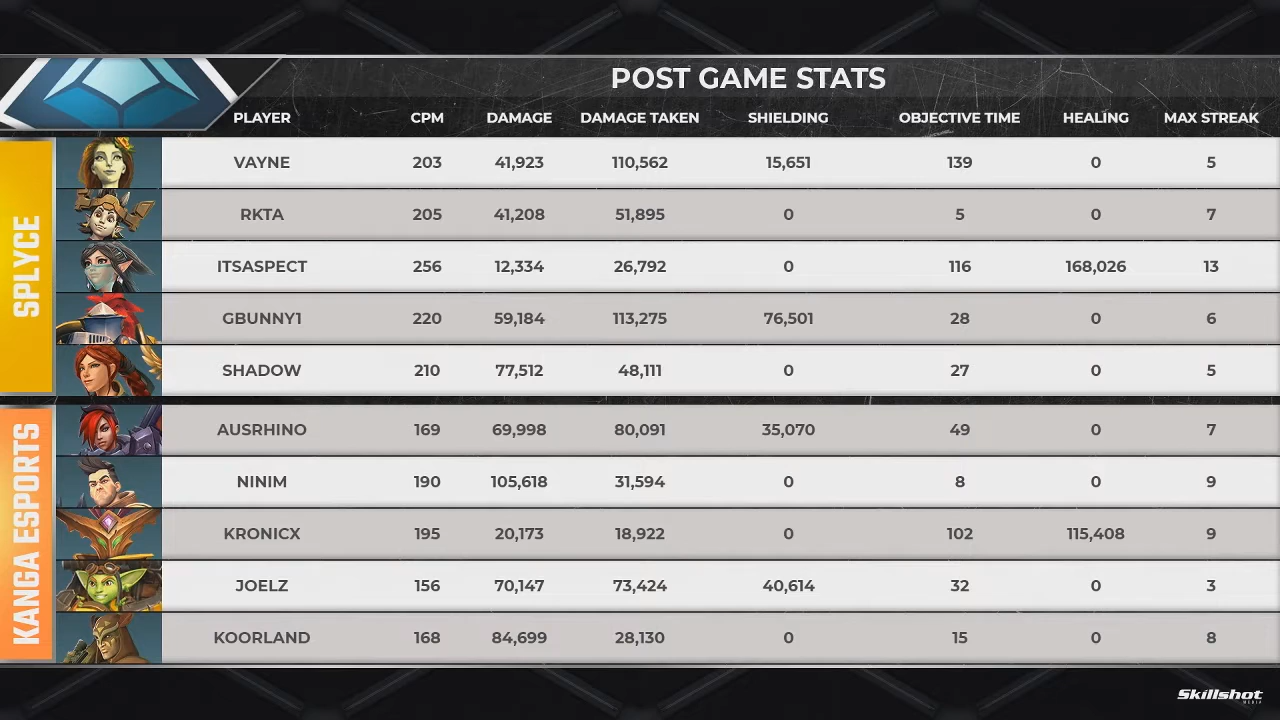 POST GAME STATS
PLAYER CPM DAMAGE DAMAGE TAKEN SHIELDING OBJECTIVE TIME HEALING MAX STREAK
SPLYCE
VAYNE 203 41,923 110,562 15,651 139 0 5
RKTA 205 41,208 51,895 0 5 0 7
ITSASPECT 256 12,334 26,792 0 116 168,026 13
GBUNNY1 220 59,184 113,275 76,501 28 0 6
SHADOW 210 77,512 48,111 0 27 0 5
KANGA ESPORTS
AUSRHINO 169 69,998 80,091 35,070 49 0 7
NINIM 190 105,618 31,594 0 8 0 9
KRONICX 195 20,173 18,922 0 102 115,408 9
JOELZ 156 70,147 73,424 40,614 32 0 3
KOORLAND 168 84,699 28,130 0 15 0 8
Skillshot
MEDIA